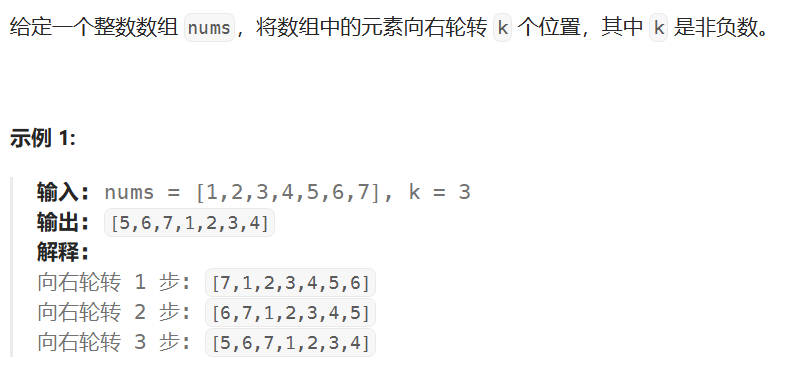 给定一个整数数组 nums，将数组中的元素向右轮转 k 个位置，其中 k 是非负数。
示例 1:
输入: nums = [1,2,3,4,5,6,7], k = 3
输出: [5,6,7,1,2,3,4]
解释:
向右轮转 1 步: [7,1,2,3,4,5,6]
向右轮转 2 步: [6,7,1,2,3,4,5]
向右轮转 3 步: [5,6,7,1,2,3,4]